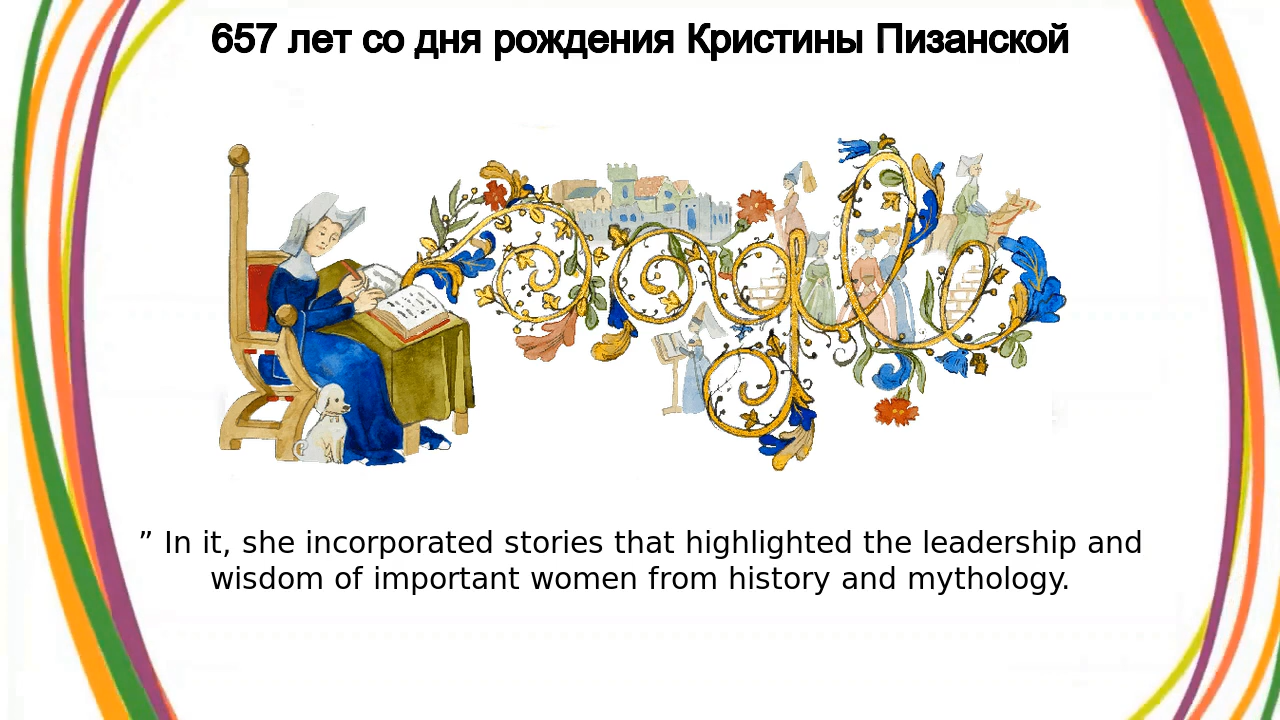 657 лет со дня рождения Кристины Пизанской
Google
” In it, she incorporated stories that highlighted the leadership and
wisdom of important women from history and mythology.